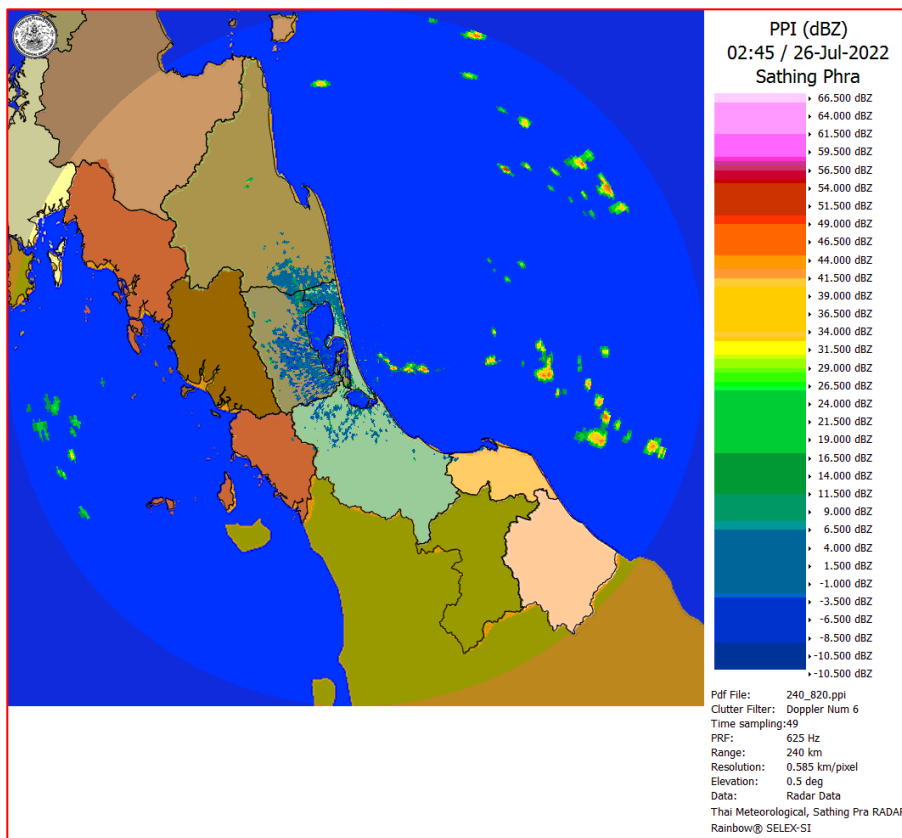 PPI (dBZ)
02:45 / 26-Jul-2022
Sathing Phra
66.500 dBZ
64.000 dBZ
61.500 dBZ
59.500 dBZ
56.500 dBZ
54.000 dBZ
51.500 dBZ
49.000 dBZ
46.500 dBZ
44.000 dBZ
41.500 dBZ
39.000 dBZ
36.500 dBZ
34.000 dBZ
31.500 dBZ
29.000 dBZ
26.500 dBZ
24.000 dBZ
21.500 dBZ
19.000 dBZ
16.500 dBZ
14.000 dBZ
11.500 dBZ
9.000 dBZ
6.500 dBZ
4.000 dBZ
1.500 dBZ
-1.000 dBZ
-3.500 dBZ
-6.500 dBZ
-8.500 dBZ
-10.500 dBZ
-10.500 dBZ
Pdf File: 240_820.ppi
Clutter Filter: Doppler Num 6
Time sampling:49
PRF: 625 Hz
Range: 240 km
Resolution: 0.585 km/pixel
Elevation: 0.5 deg
Data: Radar Data
Thai Meteorological, Sathing Pra RADAR
Rainbow® SELEX-SI